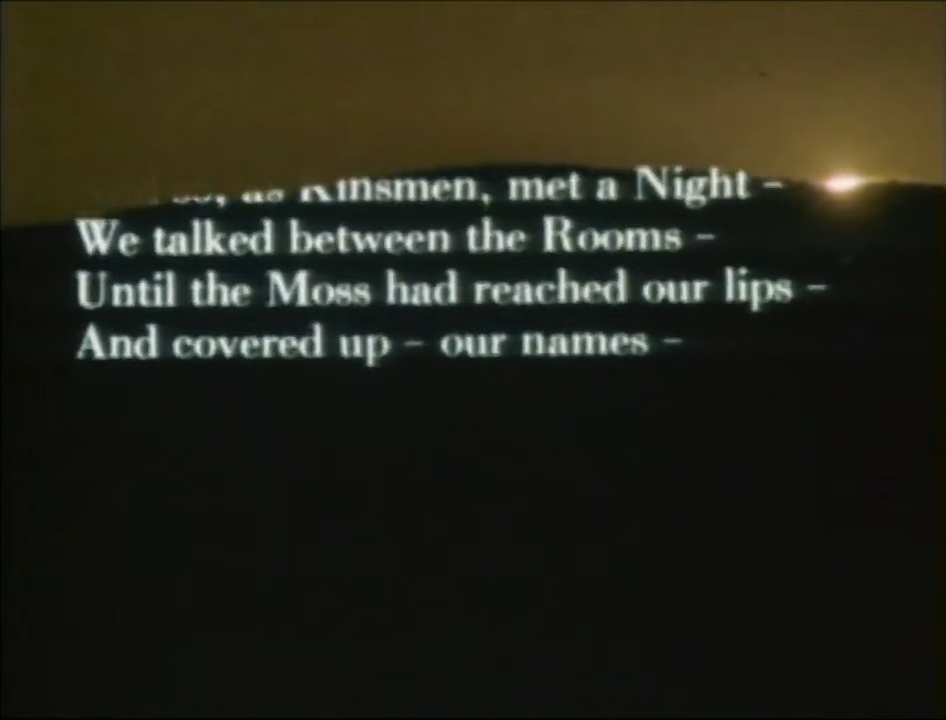 as Kinsmen, met a Night –
We talked between the Rooms –
Until the Moss had reached our lips –
And covered up – our names –